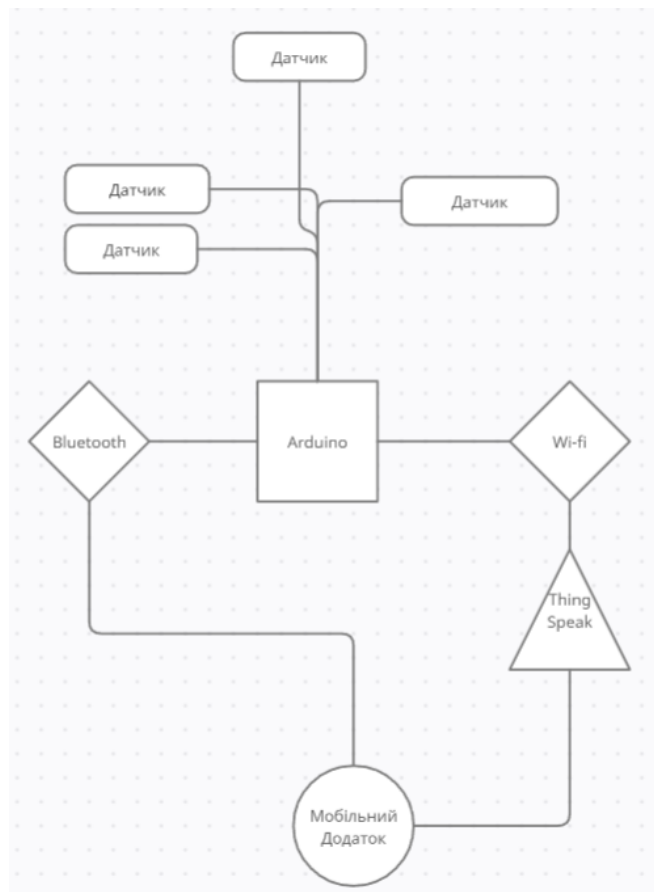 Датчик
Датчик
Датчик
Датчик
Bluetooth
Arduino
Wi-fi
Thing
Speak
Мобільний
Додаток